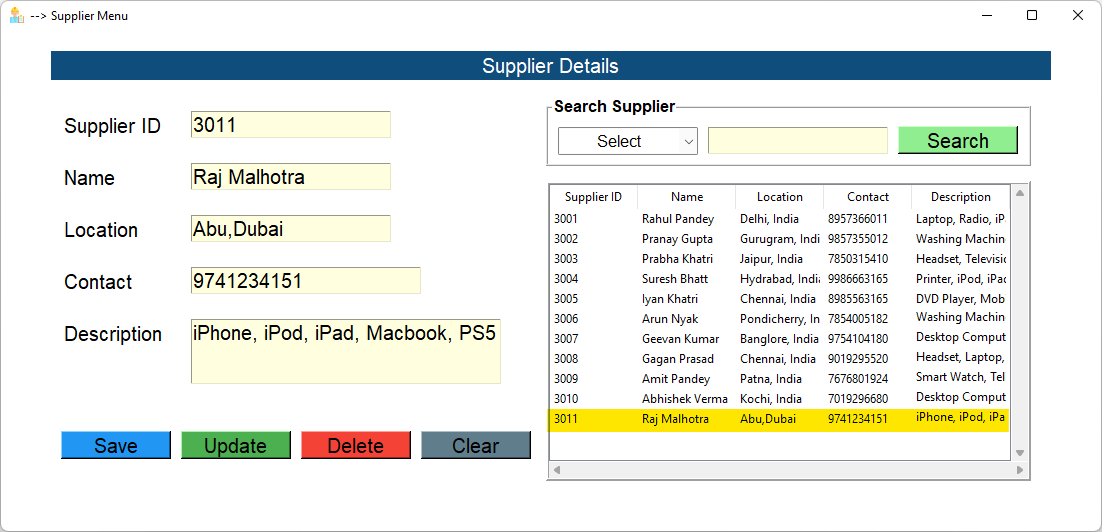 --> Supplier Menu
Supplier Details
Supplier ID 3011
Name Raj Malhotra
Location Abu,Dubai
Contact 9741234151
Description iPhone, iPod, iPad, Macbook, PS5
Save Update Delete Clear
Search Supplier
Select Search
Supplier ID Name Location Contact Description
3001 Rahul Pandey Delhi, India 8957366011 Laptop, Radio, iP
3002 Pranay Gupta Gurugram, Indi 9857355012 Washing Machin
3003 Prabha Khatri Jaipur, India 7850315410 Headset, Televisio
3004 Suresh Bhatt Hydrabad, India 9986663165 Printer, iPod, iPad
3005 Iyan Khatri Chennai, India 8985563165 DVD Player, Mob
3006 Arun Nyak Pondicherry, In 7854005182 Washing Machin
3007 Geevan Kumar Banglore, India 9754104180 Desktop Comput
3008 Gagan Prasad Chennai, India 9019295520 Headset, Laptop,
3009 Amit Pandey Patna, India 7676801924 Smart Watch, Tel
3010 Abhishek Verma Kochi, India 7019296680 Desktop Comput
3011 Raj Malhotra Abu,Dubai 9741234151 iPhone, iPod, iPa